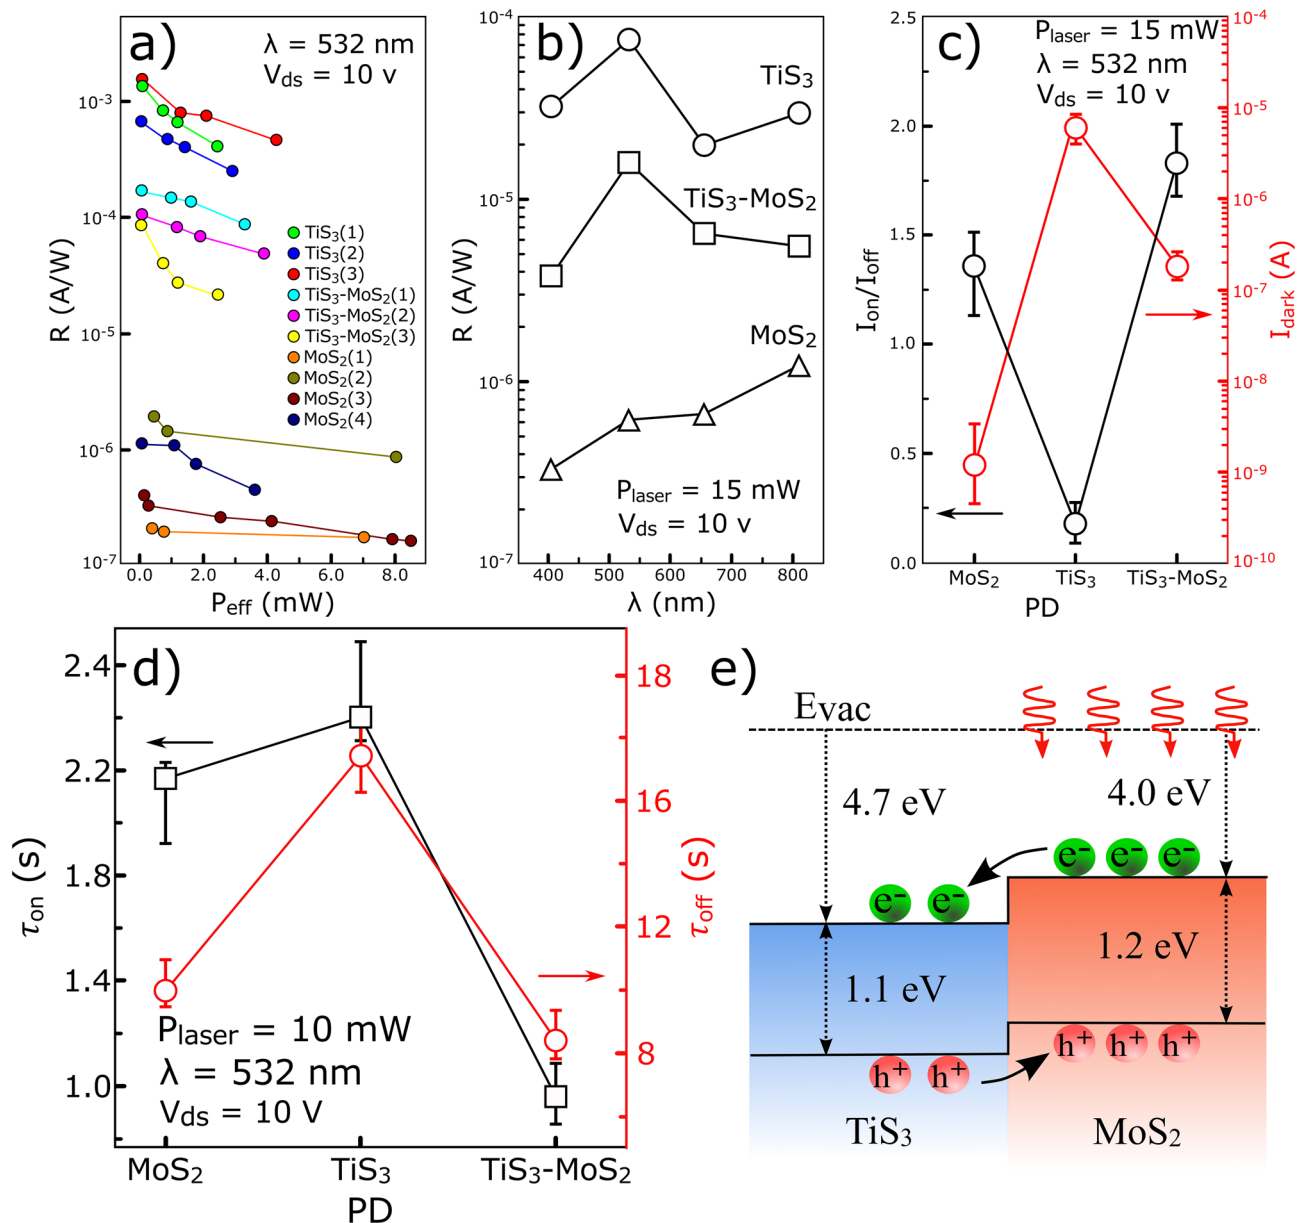 a)
λ = 532 nm
V_ds = 10 v
R (A/W)
10^-3
10^-4
10^-5
10^-6
10^-7
TiS₃(1)
TiS₃(2)
TiS₃(3)
TiS₃-MoS₂(1)
TiS₃-MoS₂(2)
TiS₃-MoS₂(3)
MoS₂(1)
MoS₂(2)
MoS₂(3)
MoS₂(4)
0.0 2.0 4.0 6.0 8.0
P_eff (mW)
b)
R (A/W)
10^-4
10^-5
10^-6
10^-7
TiS₃
TiS₃-MoS₂
MoS₂
P_laser = 15 mW
V_ds = 10 v
400 500 600 700 800
λ (nm)
c)
P_laser = 15 mW
λ = 532 nm
V_ds = 10 v
I_on/I_off
2.5
2.0
1.5
1.0
0.5
0.0
10^-4
10^-5
10^-6
10^-7
10^-8
10^-9
10^-10
I_dark (A)
MoS₂ TiS₃ TiS₃-MoS₂
PD
d)
τ_on (s)
2.4
2.2
1.8
1.4
1.0
18
16
12
8
τ_off (s)
P_laser = 10 mW
λ = 532 nm
V_ds = 10 V
MoS₂ TiS₃ TiS₃-MoS₂
PD
e)
Evac
4.7 eV
4.0 eV
e⁻ e⁻ e⁻
e⁻ e⁻
1.2 eV
1.1 eV
h⁺ h⁺ h⁺
h⁺ h⁺
TiS₃
MoS₂